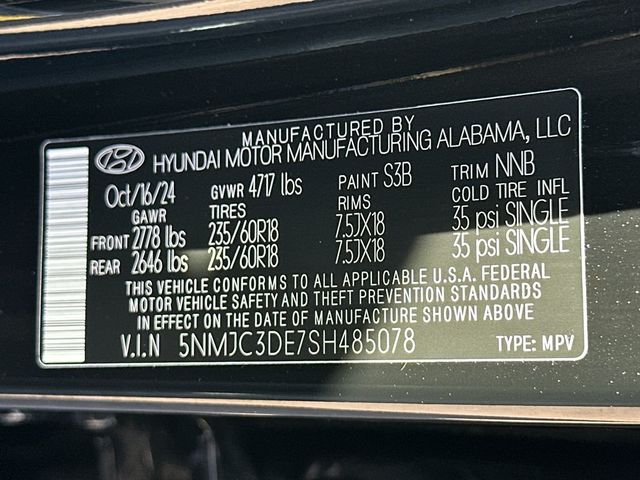 MANUFACTURED BY
HYUNDAI MOTOR MANUFACTURING ALABAMA, LLC
Oct/16/24 GVWR 4717 lbs PAINT S3B TRIM NNB
GAWR TIRES RIMS COLD TIRE INFL
FRONT 2778 lbs 235/60R18 7.5JX18 35 psi SINGLE
REAR 2646 lbs 235/60R18 7.5JX18 35 psi SINGLE
THIS VEHICLE CONFORMS TO ALL APPLICABLE U.S.A. FEDERAL
MOTOR VEHICLE SAFETY AND THEFT PREVENTION STANDARDS
IN EFFECT ON THE DATE OF MANUFACTURE SHOWN ABOVE
V.I.N 5NMJC3DE7SH485078 TYPE: MPV